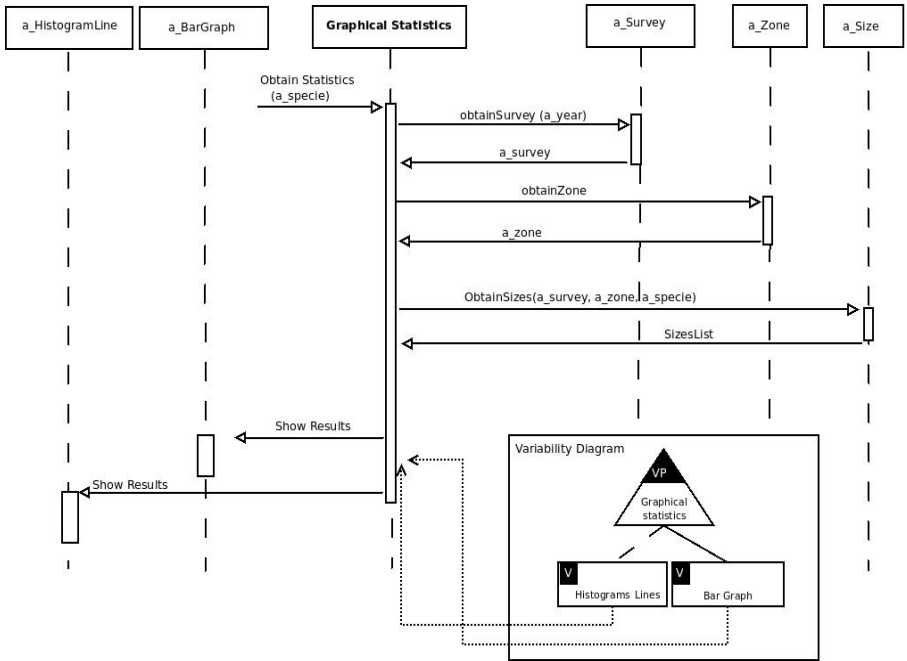 a_HistogramLine
a_BarGraph
Graphical Statistics
a_Survey
a_Zone
a_Size
Obtain Statistics
(a_specie)
obtainSurvey (a_year)
a_survey
obtainZone
a_zone
ObtainSizes(a_survey, a_zone, a_specie)
SizesList
Show Results
Show Results
Variability Diagram
VP
Graphical
statistics
V
Histograms Lines
V
Bar Graph